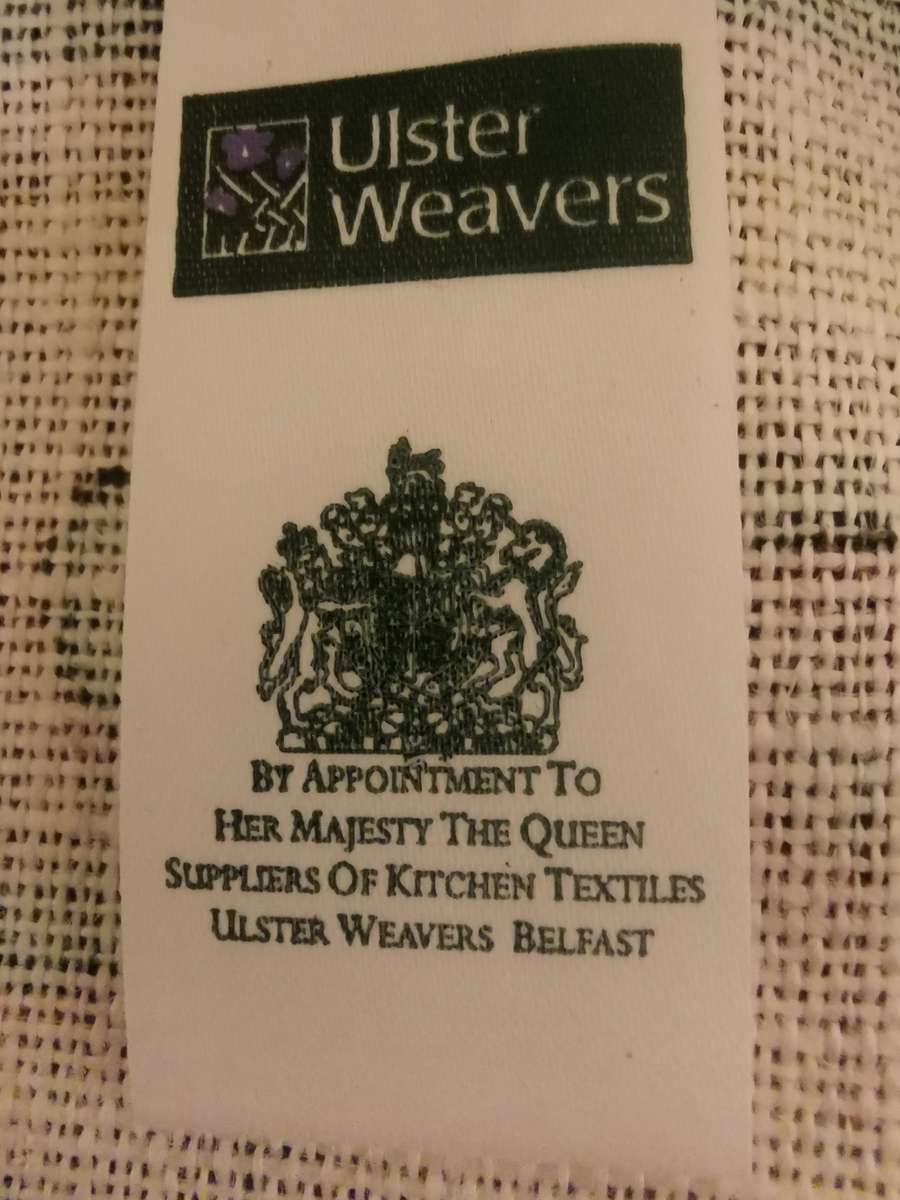 Ulster
Weavers
By Appointment To
Her Majesty The Queen
Suppliers Of Kitchen Textiles
Ulster Weavers Belfast